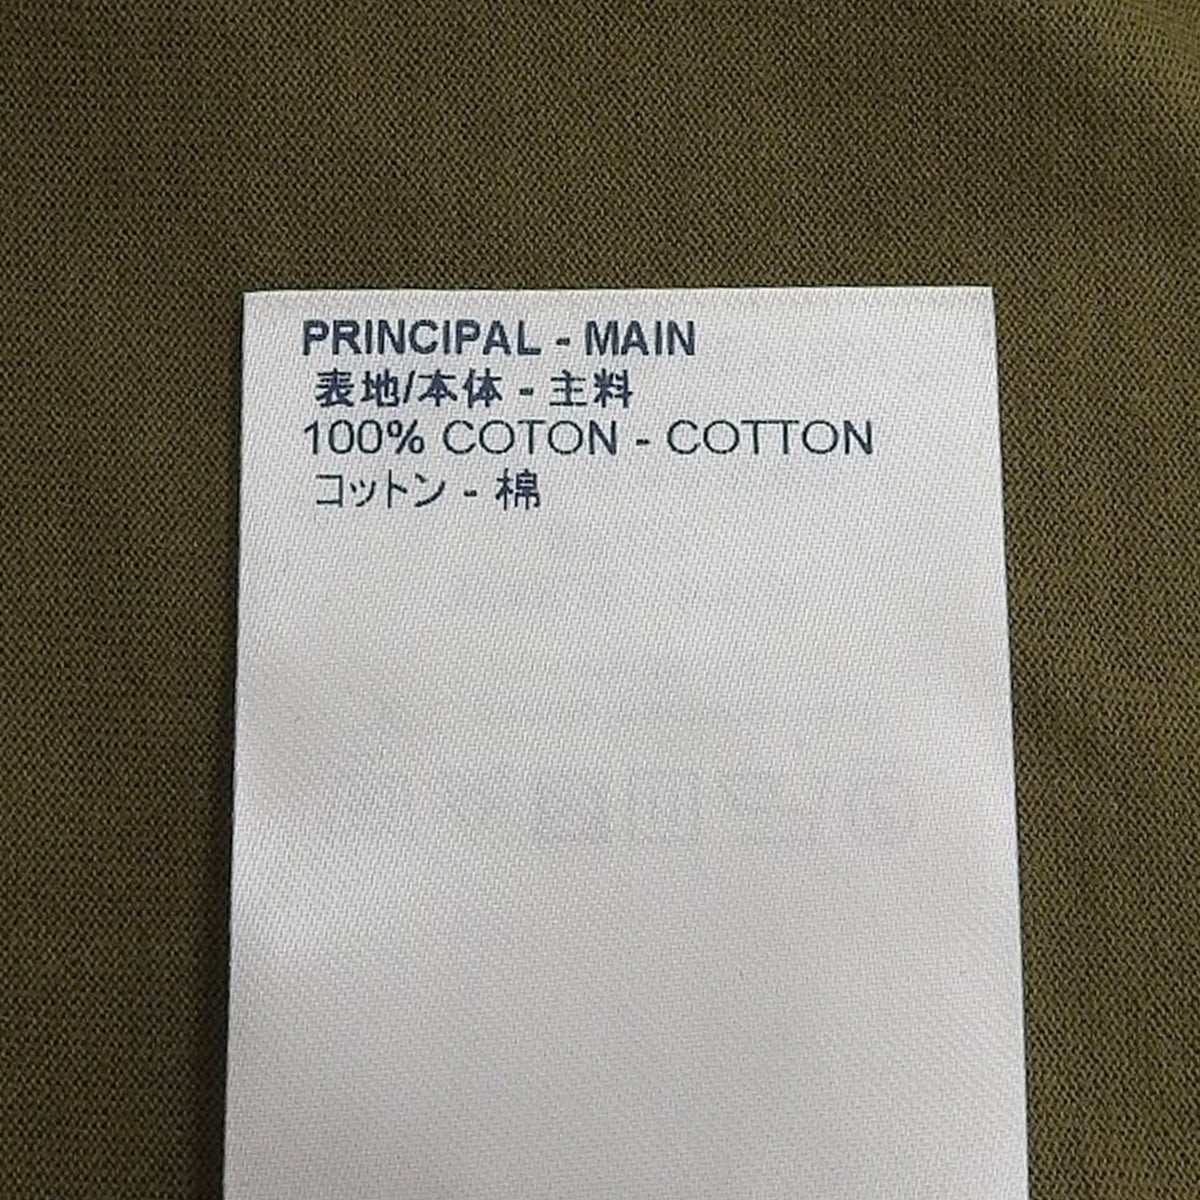 PRINCIPAL - MAIN
表地/本体 - 主料
100% COTON - COTTON
コットン - 棉